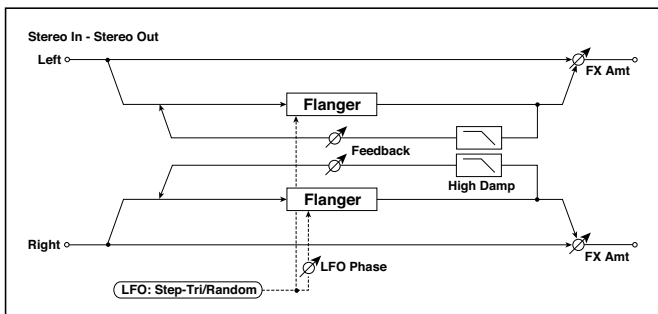 Stereo In - Stereo Out
Left
FX Amt
Flanger
Feedback
High Damp
Flanger
Right
FX Amt
LFO Phase
LFO: Step-Tri/Random